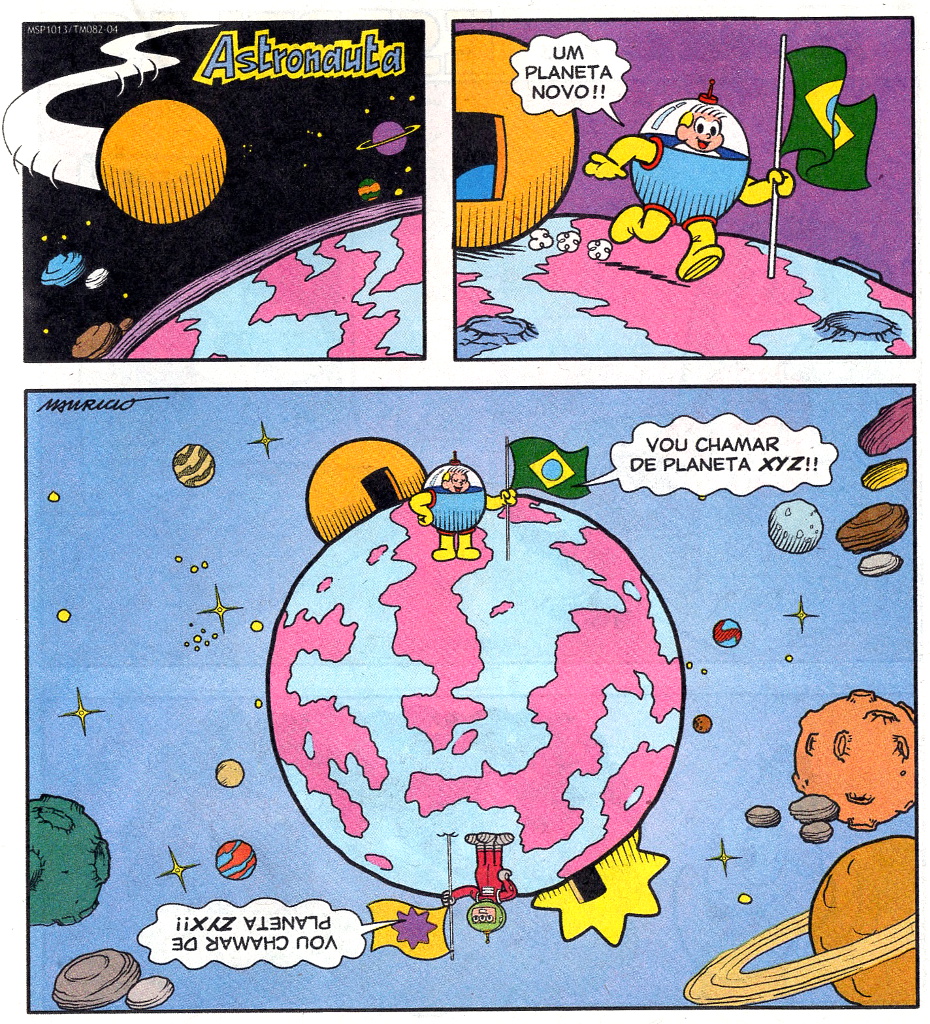 MSP1013/TM082-04
Astronauta
UM
PLANETA
NOVO!!
MAURICIO
VOU CHAMAR
DE PLANETA XYZ!!
VOU CHAMAR DE
PLANETA ZYX!!